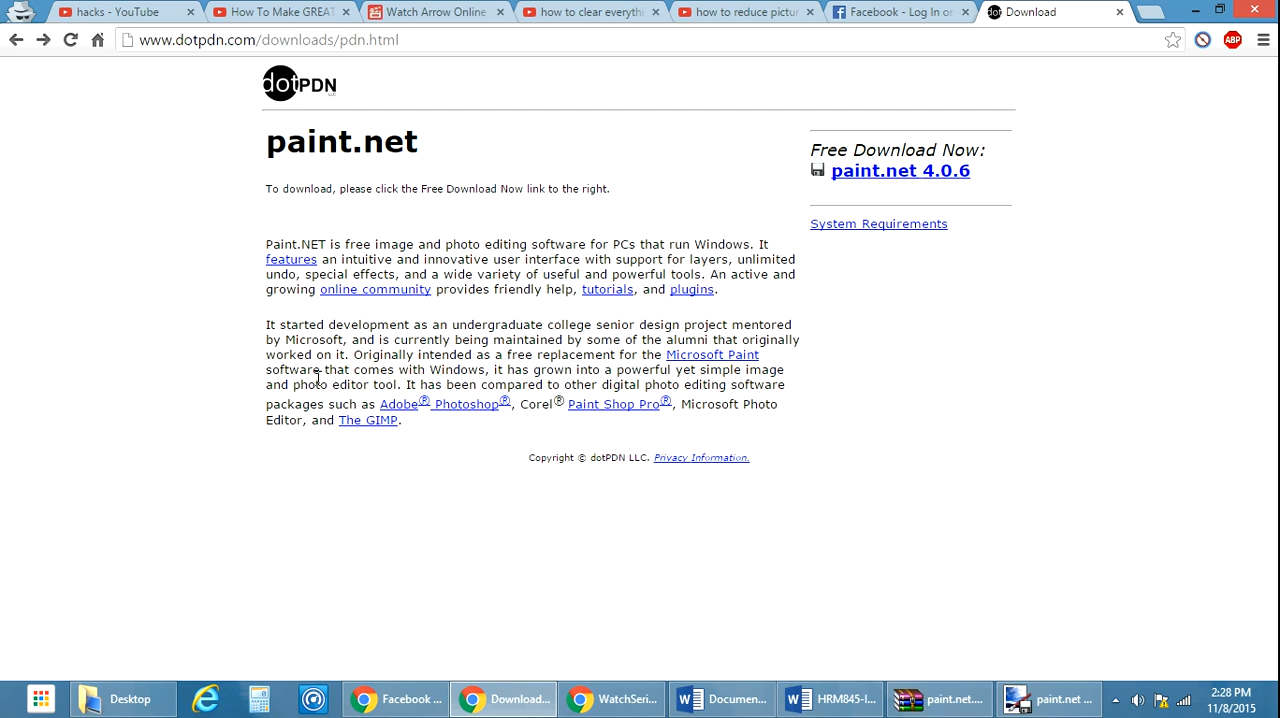 hacks - YouTube
How To Make GREAT
Watch Arrow Online
how to clear everythi
how to reduce pictur
Facebook - Log In or
dot
Download
www.dotpdn.com/downloads/pdn.html
ABP
dotPDN
LLC
paint.net
Free Download Now:
paint.net 4.0.6
To download, please click the Free Download Now link to the right.
System Requirements
Paint.NET is free image and photo editing software for PCs that run Windows. It
features an intuitive and innovative user interface with support for layers, unlimited
undo, special effects, and a wide variety of useful and powerful tools. An active and
growing online community provides friendly help, tutorials, and plugins.
It started development as an undergraduate college senior design project mentored
by Microsoft, and is currently being maintained by some of the alumni that originally
worked on it. Originally intended as a free replacement for the Microsoft Paint
software that comes with Windows, it has grown into a powerful yet simple image
and photo editor tool. It has been compared to other digital photo editing software
packages such as Adobe® Photoshop®, Corel® Paint Shop Pro®, Microsoft Photo
Editor, and The GIMP.
Copyright © dotPDN LLC. Privacy Information.
Desktop
Facebook ...
Download...
WatchSeri...
Documen...
HRM845-I...
paint.net...
paint.net ...
2:28 PM
11/8/2015